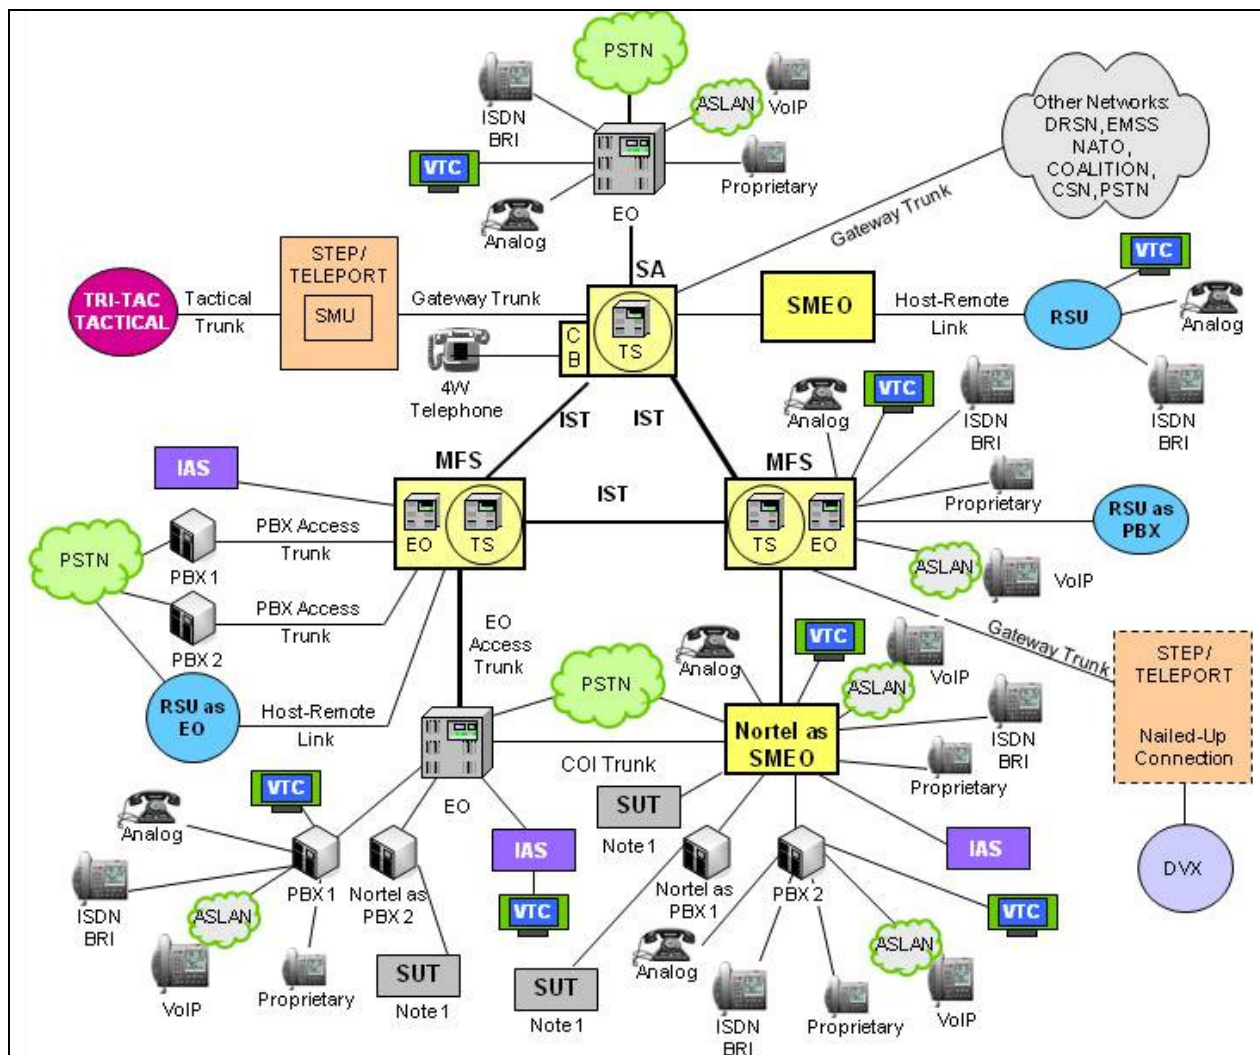 PSTN
ISDN
BRI
ASLAN
VoIP
VTC
Proprietary
Analog
EO
Other Networks:
DRSN, EMSS
NATO,
COALITION,
CSN, PSTN
Gateway Trunk
SA
TRI-TAC
TACTICAL
Tactical
Trunk
STEP/
TELEPORT
SMU
Gateway Trunk
C
B
TS
SMEO
Host-Remote
Link
RSU
VTC
Analog
ISDN
BRI
4W
Telephone
IST
IST
Analog
VTC
ISDN
BRI
IAS
MFS
EO
TS
IST
MFS
TS
EO
Proprietary
RSU as
PBX
ASLAN
VoIP
PSTN
PBX 1
PBX Access
Trunk
PBX 2
PBX Access
Trunk
EO
Access
Trunk
Gateway Trunk
STEP/
TELEPORT
Nailed-Up
Connection
DVX
RSU as
EO
Host-Remote
Link
PSTN
Analog
VTC
ASLAN
VoIP
Nortel as
SMEO
ISDN
BRI
Proprietary
COI Trunk
EO
SUT
Note 1
VTC
Analog
ISDN
BRI
ASLAN
VoIP
PBX 1
Proprietary
Nortel as
PBX 2
SUT
Note 1
IAS
VTC
Nortel as
PBX 1
SUT
Note 1
PBX 2
IAS
VTC
Analog
ISDN
BRI
Proprietary
ASLAN
VoIP